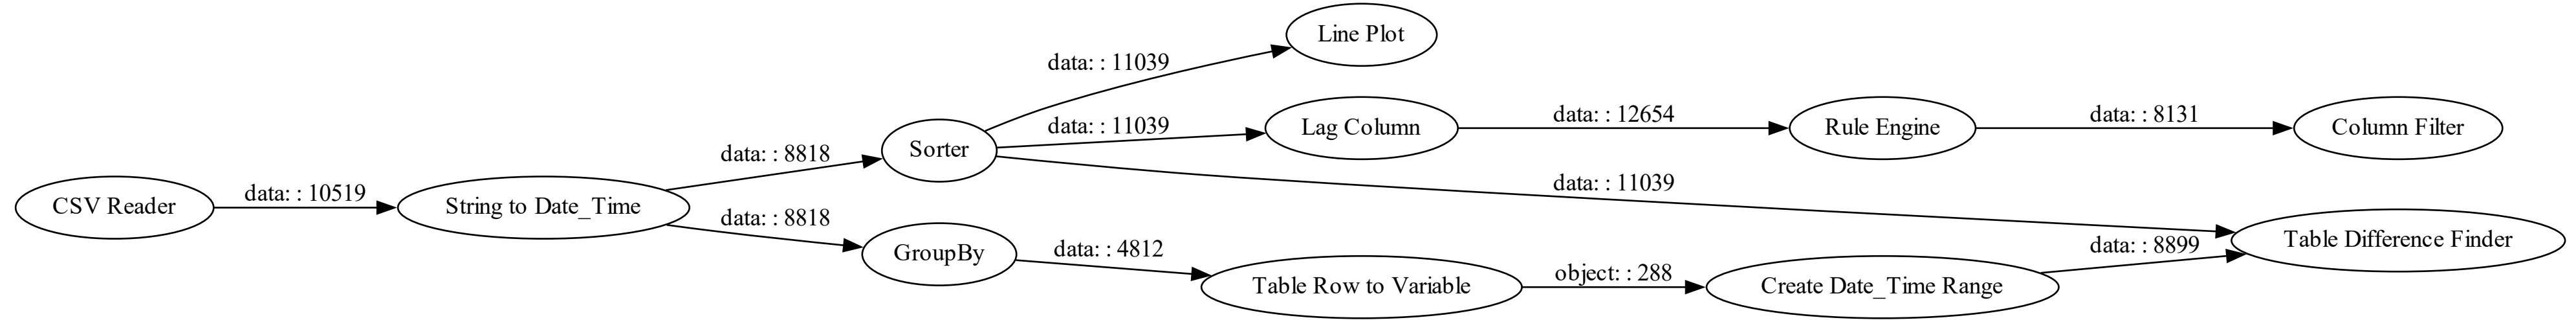 Line Plot
data: : 11039
data: : 11039
Lag Column
data: : 12654
Rule Engine
data: : 8131
Column Filter
Sorter
data: : 8818
data: : 11039
CSV Reader
data: : 10519
String to Date_Time
data: : 8818
GroupBy
data: : 4812
Table Row to Variable
object: : 288
Create Date_Time Range
data: : 8899
Table Difference Finder